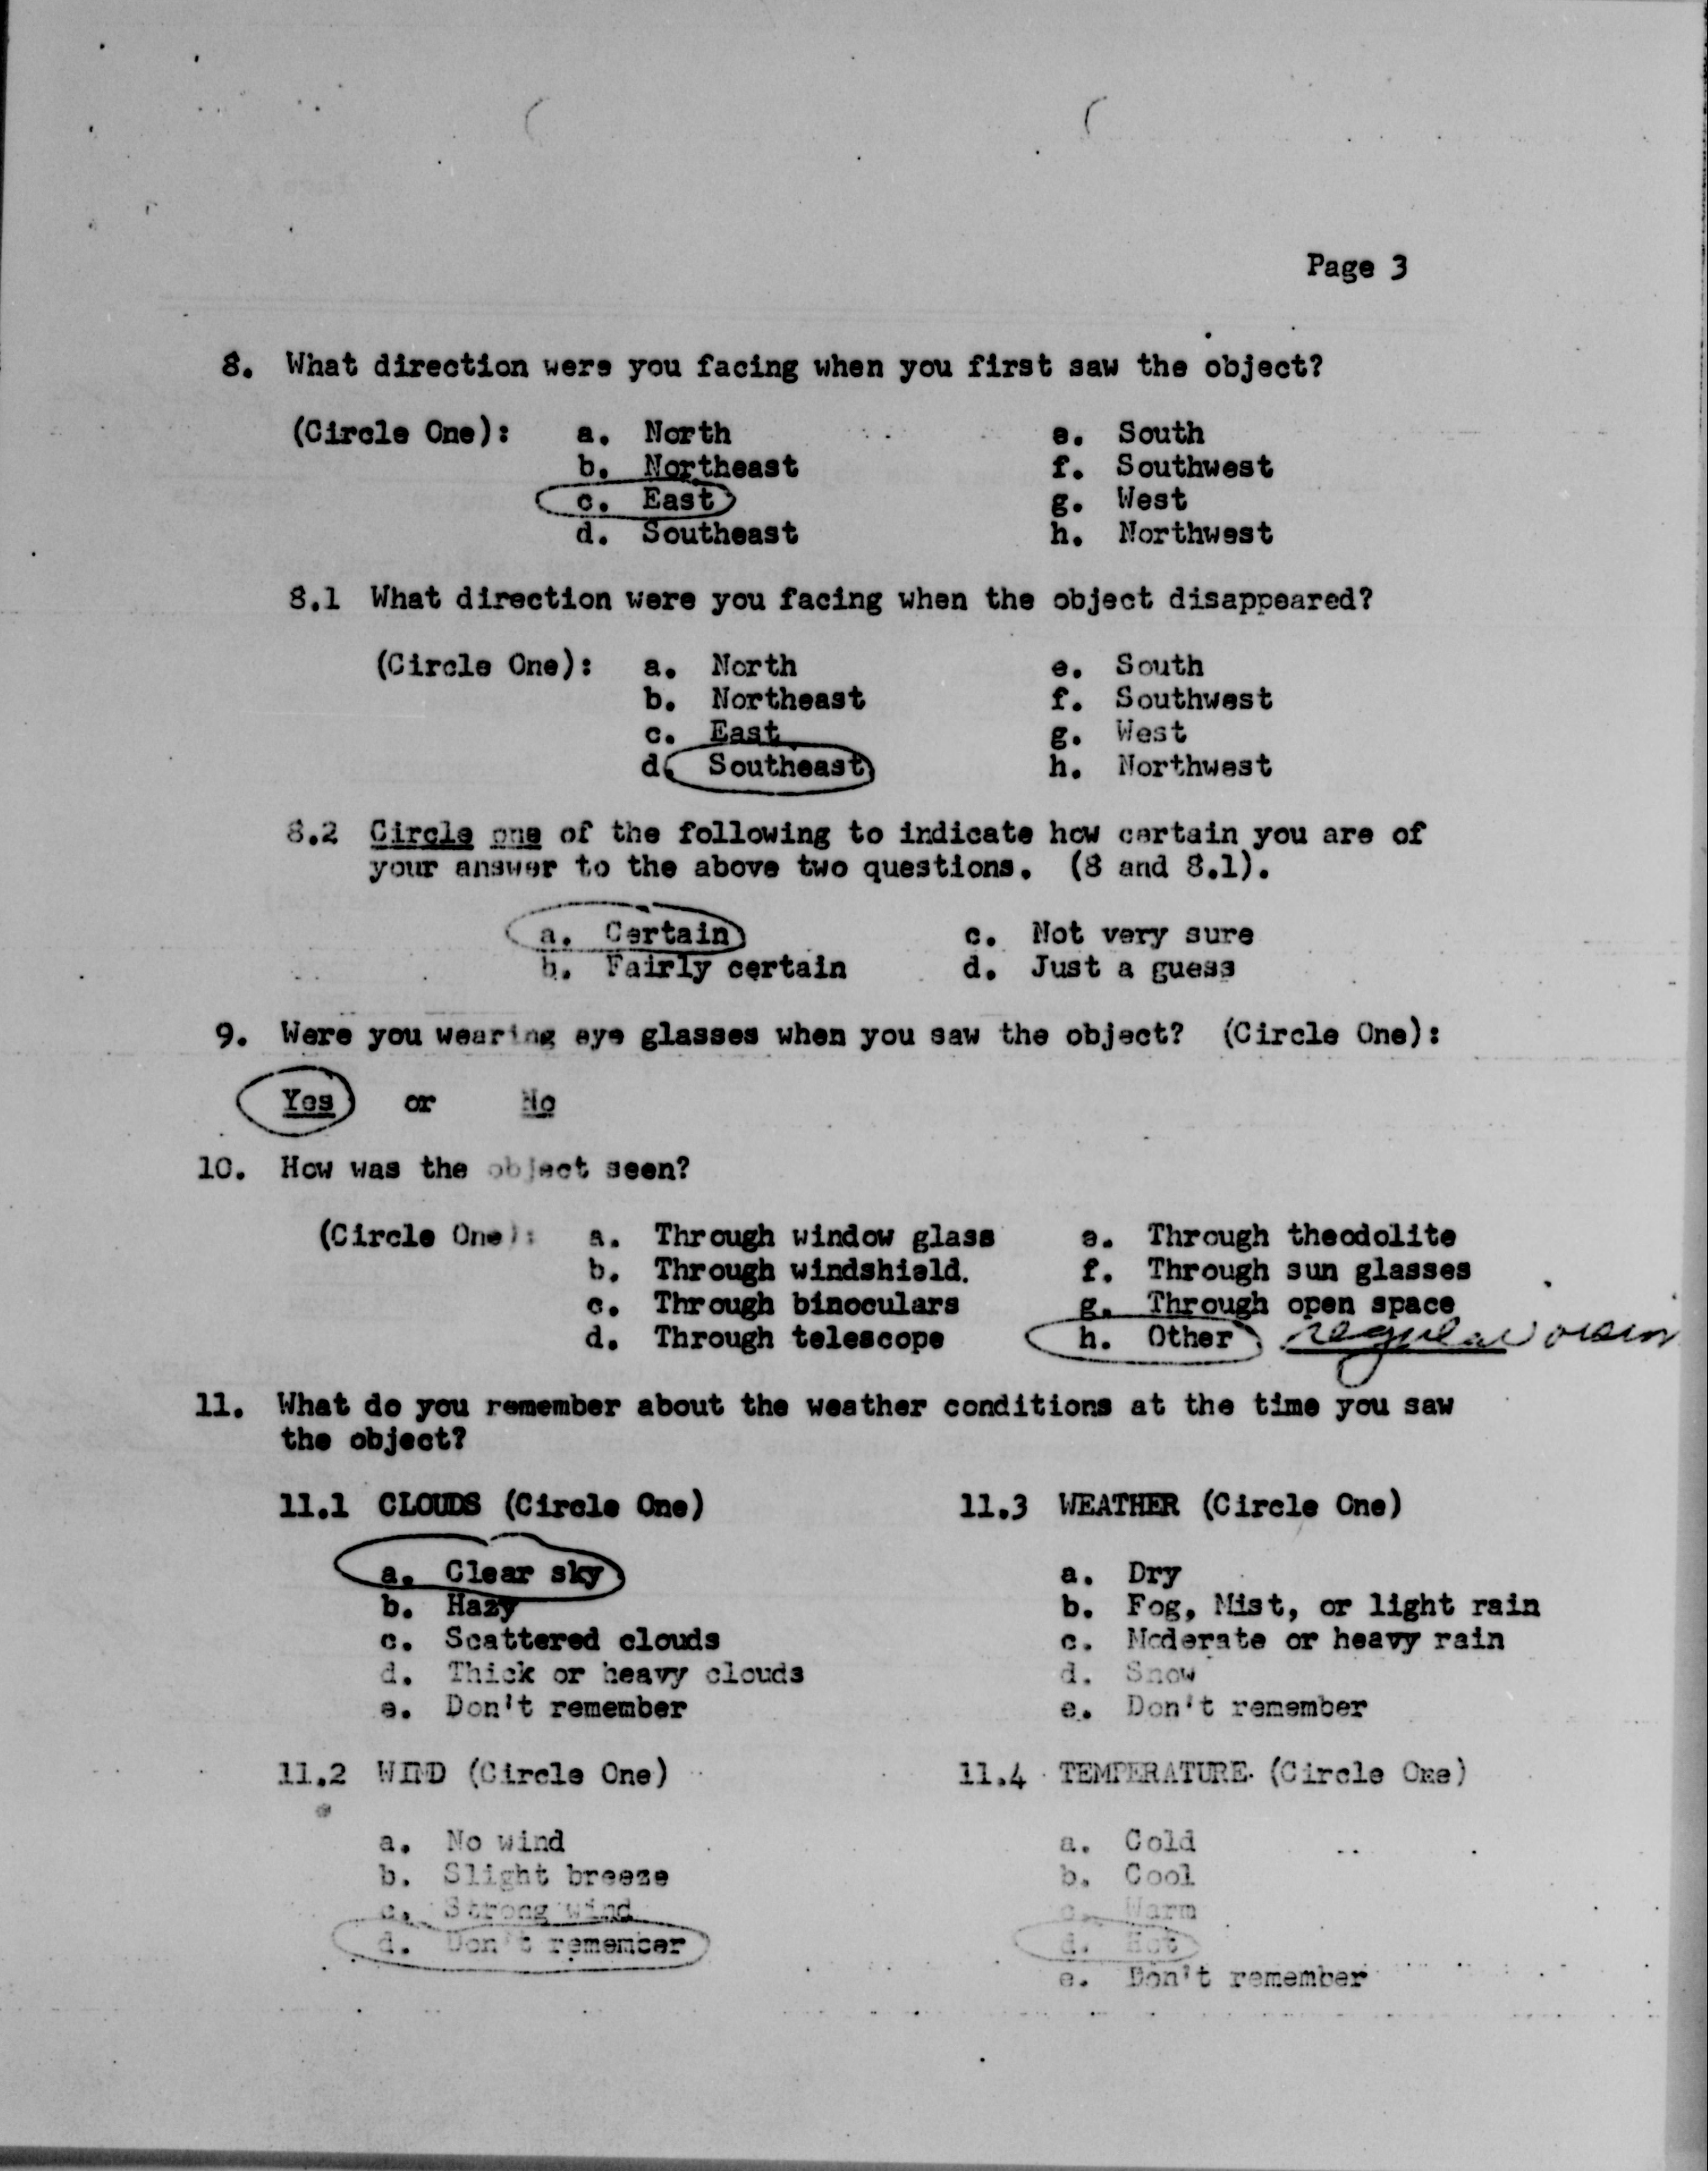 Page 3
8. What direction were you facing when you first saw the object?
(Circle One): a. North e. South
b. Northeast f. Southwest
c. East g. West
d. Southeast h. Northwest
8.1 What direction were you facing when the object disappeared?
(Circle One): a. North e. South
b. Northeast f. Southwest
c. East g. West
d. Southeast h. Northwest
8.2 Circle one of the following to indicate how certain you are of
your answer to the above two questions. (8 and 8.1).
a. Certain c. Not very sure
b. Fairly certain d. Just a guess
9. Were you wearing eye glasses when you saw the object? (Circle One):
Yes or No
10. How was the object seen?
(Circle One): a. Through window glass e. Through theodolite
b. Through windshield. f. Through sun glasses
c. Through binoculars g. Through open space
d. Through telescope h. Other regular
11. What do you remember about the weather conditions at the time you saw
the object?
11.1 CLOUDS (Circle One) 11.3 WEATHER (Circle One)
a. Clear sky a. Dry
b. Hazy b. Fog, Mist, or light rain
c. Scattered clouds c. Moderate or heavy rain
d. Thick or heavy clouds d. Snow
e. Don't remember e. Don't remember
11.2 WIND (Circle One) 11.4 TEMPERATURE (Circle One)
a. No wind a. Cold
b. Slight breeze b. Cool
c. Strong wind c. Warm
d. Don't remember d. Hot
e. Don't remember